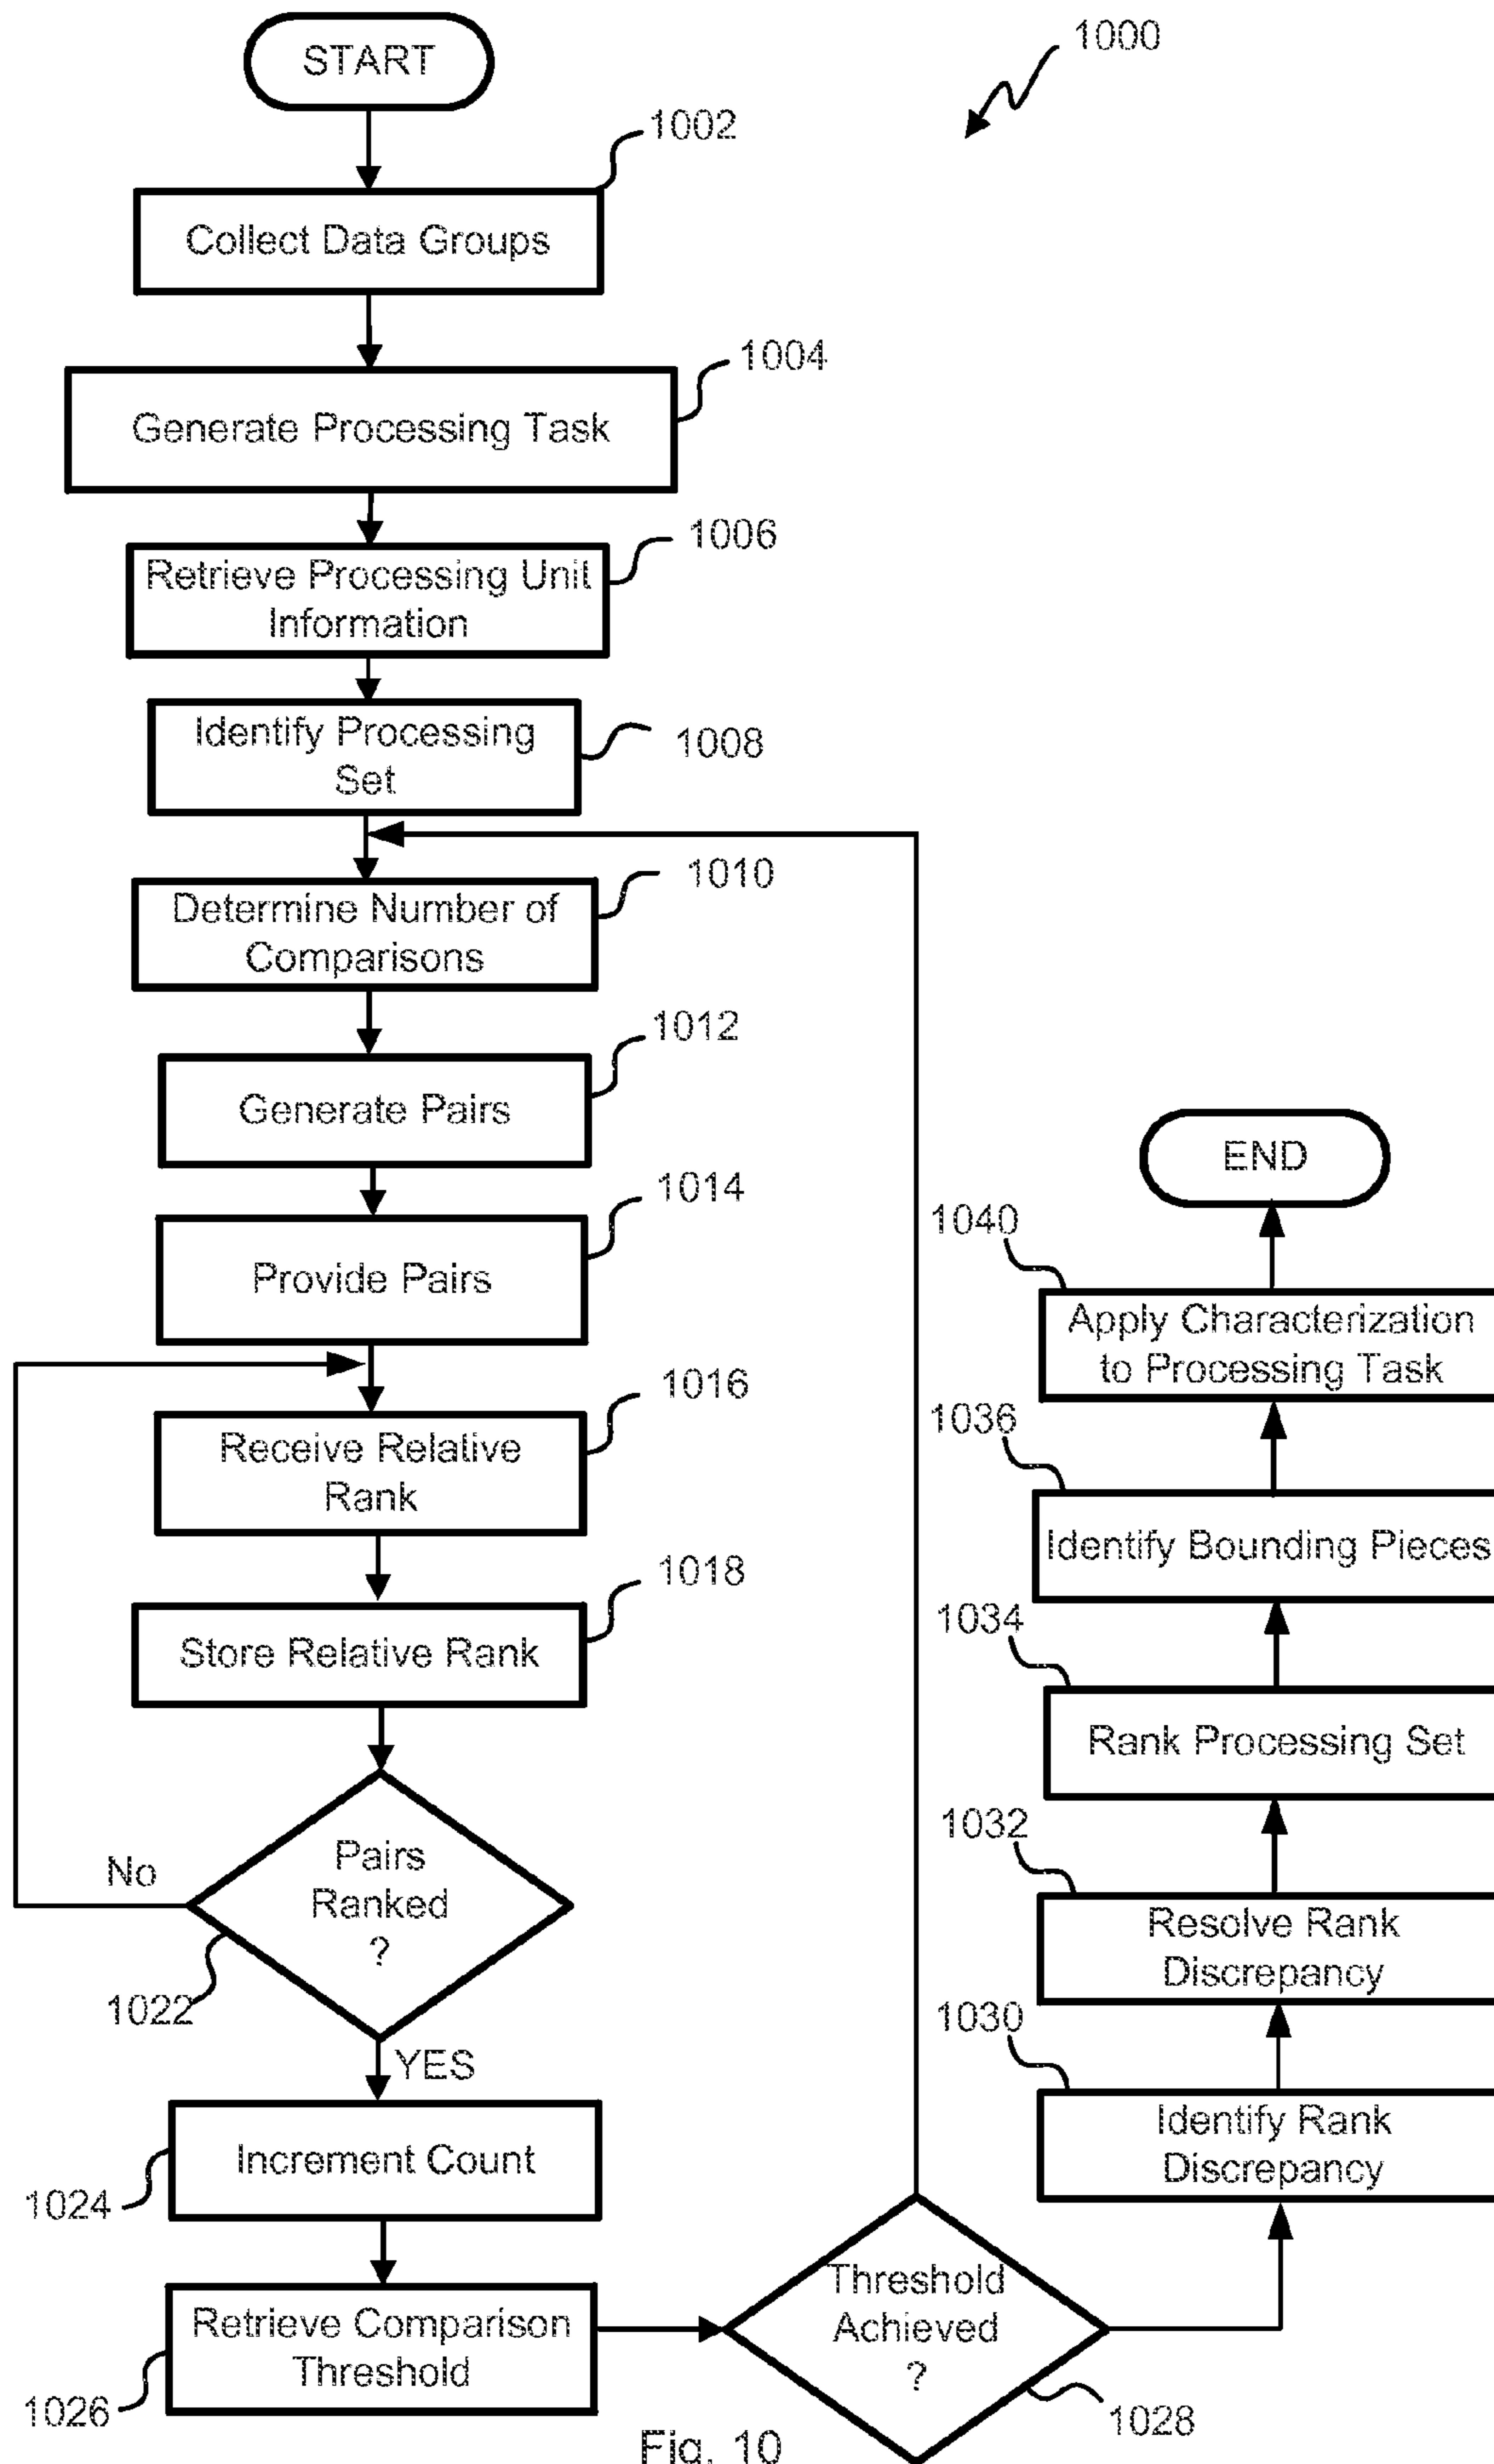 START
1000
1002
Collect Data Groups
1004
Generate Processing Task
1006
Retrieve Processing Unit
Information
1008
Identify Processing
Set
1010
Determine Number of
Comparisons
1012
Generate Pairs
1014
Provide Pairs
1016
Receive Relative
Rank
1018
Store Relative Rank
Pairs
Ranked
?
No
1022
YES
Increment Count
1024
Retrieve Comparison
Threshold
1026
Threshold
Achieved
?
1028
1030
Identify Rank
Discrepancy
1032
Resolve Rank
Discrepancy
1034
Rank Processing Set
1036
Identify Bounding Pieces
1040
Apply Characterization
to Processing Task
END
Fig. 10